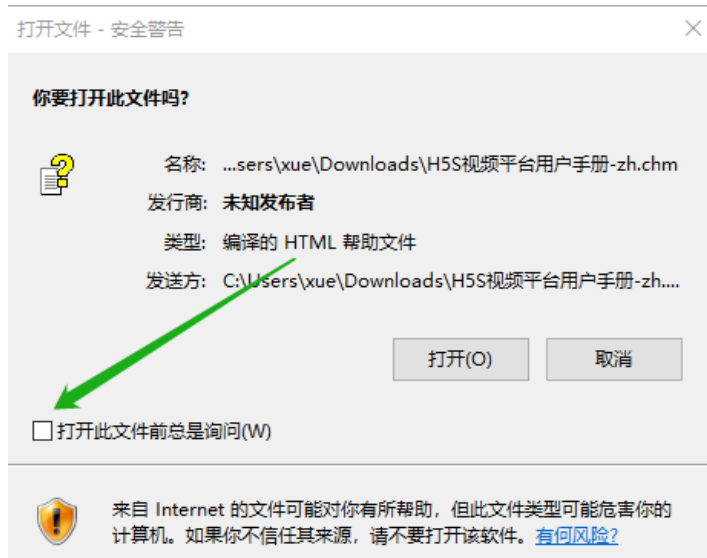 打开文件 - 安全警告
你要打开此文件吗?
名称: ...sers\xue\Downloads\H5S视频平台用户手册-zh.chm
发行商: 未知发布者
类型: 编译的 HTML 帮助文件
发送方: C:\Users\xue\Downloads\H5S视频平台用户手册-zh....
打开(O) 取消
打开此文件前总是询问(W)
来自 Internet 的文件可能对你有所帮助，但此文件类型可能危害你的
计算机。如果你不信任其来源，请不要打开该软件。有何风险?